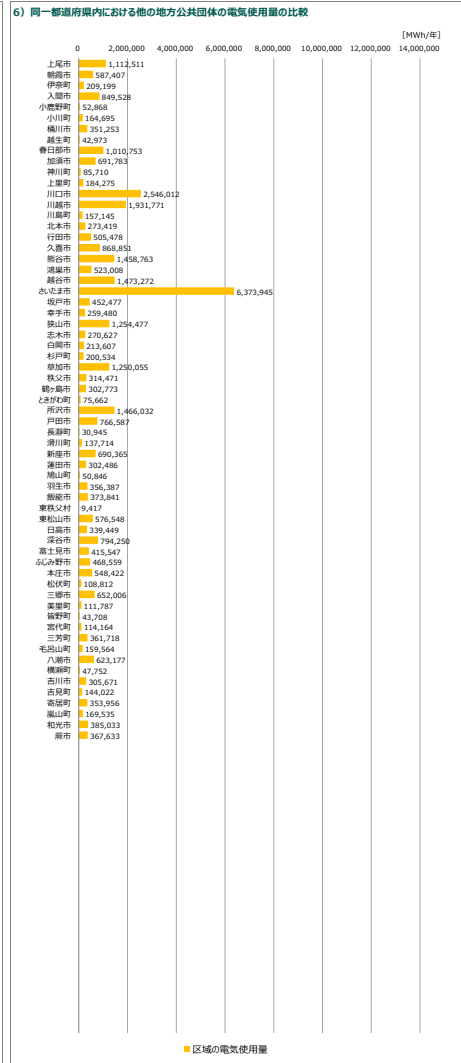 6）同一都道府県内における他の地方公共団体の電気使用量の比較
[MWh/年]
0 2,000,000 4,000,000 6,000,000 8,000,000 10,000,000 12,000,000 14,000,000
上尾市 1,112,511
朝霞市 587,407
伊奈町 209,199
入間市 849,528
小鹿野町 52,868
小川町 164,695
桶川市 351,253
越生町 42,973
春日部市 1,010,753
加須市 691,783
神川町 85,710
上里町 184,275
川口市 2,546,012
川越市 1,931,771
川島町 157,145
北本市 273,419
行田市 505,478
久喜市 868,851
熊谷市 1,458,763
鴻巣市 523,008
越谷市 1,473,272
さいたま市 6,373,945
坂戸市 452,477
幸手市 259,480
狭山市 1,254,477
志木市 270,627
白岡市 213,607
杉戸町 200,534
草加市 1,250,055
秩父市 314,471
鶴ヶ島市 302,773
ときがわ町 75,662
所沢市 1,466,032
戸田市 766,587
長瀞町 30,945
滑川町 137,714
新座市 690,365
蓮田市 302,486
鳩山町 50,846
羽生市 356,387
飯能市 373,841
東秩父村 9,417
東松山市 576,548
日高市 339,449
深谷市 794,250
富士見市 415,547
ふじみ野市 468,559
本庄市 548,422
松伏町 108,812
三郷市 652,006
美里町 111,787
皆野町 43,708
宮代町 114,164
三芳町 361,718
毛呂山町 159,564
八潮市 623,177
横瀬町 47,752
吉川市 305,671
吉見町 144,022
寄居町 353,956
嵐山町 169,535
和光市 385,033
蕨市 367,633
区域の電気使用量